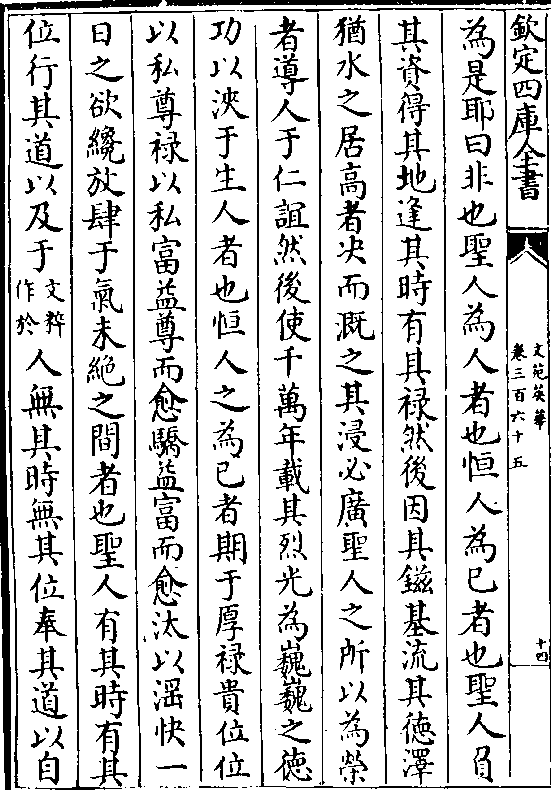 欽定四庫全書
文苑英華
卷三百六十五
十四
為是耶曰非也聖人為人者也恒人為已者也聖人負
其資得其地逢其時有其禄然後因其鎡基流其徳澤
猶水之居高者决而溉之其浸必廣聖人之所以為榮
者導人于仁誼然後使千萬年載其烈光為巍巍之徳
功以浹于生人者也恒人之為已者期于厚禄貴位位
以私尊禄以私富益尊而愈驕益富而愈汰以滛快一
日之欲纔放肆于氣未絶之間者也聖人有其時有其
位行其道以及于文粹作於人無其時無其位奉其道以自